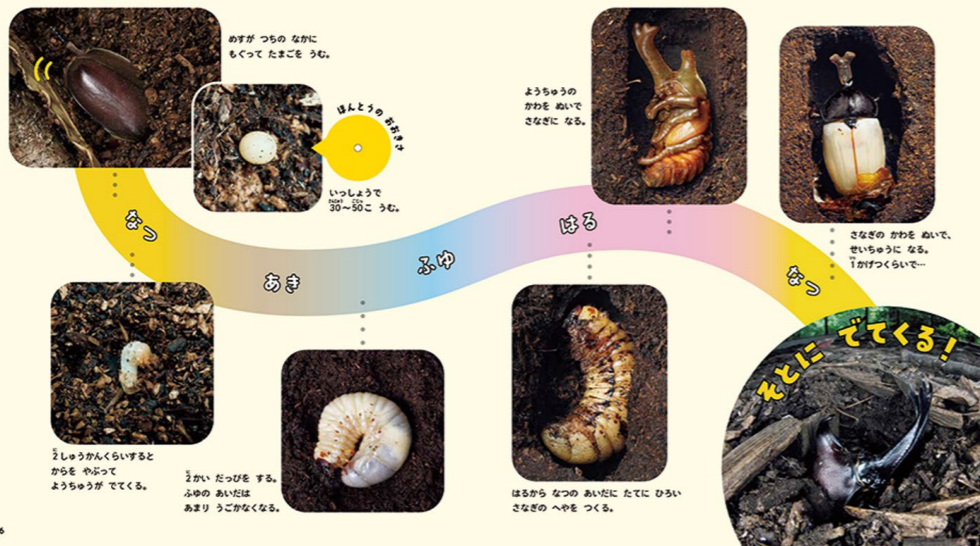 めすが つちの なかに
もぐって たまごを うむ。
ほんとうの おおきさ
いっしょうで
30〜50こ うむ。
なつ
2しゅうかんくらいすると
からを やぶって
ようちゅうが でてくる。
あき
2かい だっぴを する。
ふゆの あいだは
あまり うごかなくなる。
ふゆ
はる
はるから なつの あいだに たてに ひろい
さなぎの へやを つくる。
ようちゅうの
かわを ぬいで
さなぎに なる。
さなぎの かわを ぬいで、
せいちゅうに なる。
1かげつくらいで…
なつ
そとに でてくる！